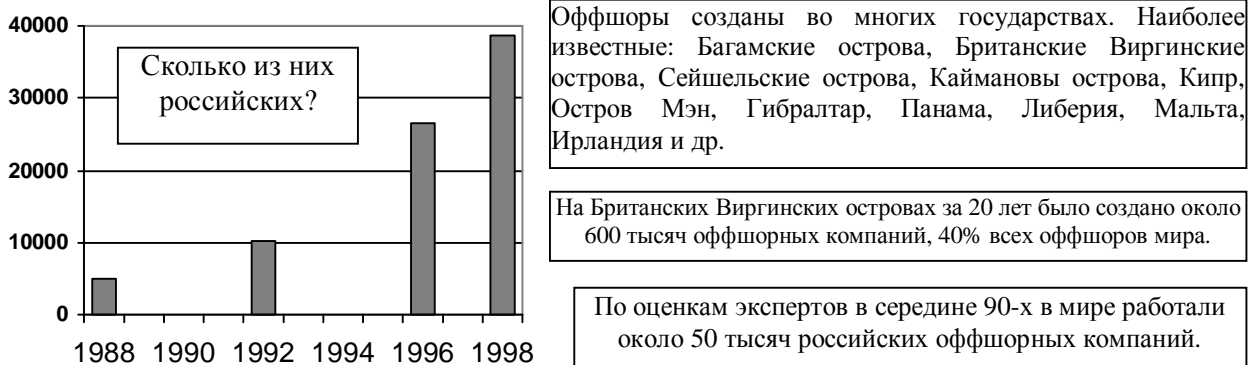 40000
30000
20000
10000
0
1988 1990 1992 1994 1996 1998
Сколько из них
российских?
Оффшоры созданы во многих государствах. Наиболее
известные: Багамские острова, Британские Виргинские
острова, Сейшельские острова, Каймановы острова, Кипр,
Остров Мэн, Гибралтар, Панама, Либерия, Мальта,
Ирландия и др.
На Британских Виргинских островах за 20 лет было создано около
600 тысяч оффшорных компаний, 40% всех оффшоров мира.
По оценкам экспертов в середине 90-х в мире работали
около 50 тысяч российских оффшорных компаний.